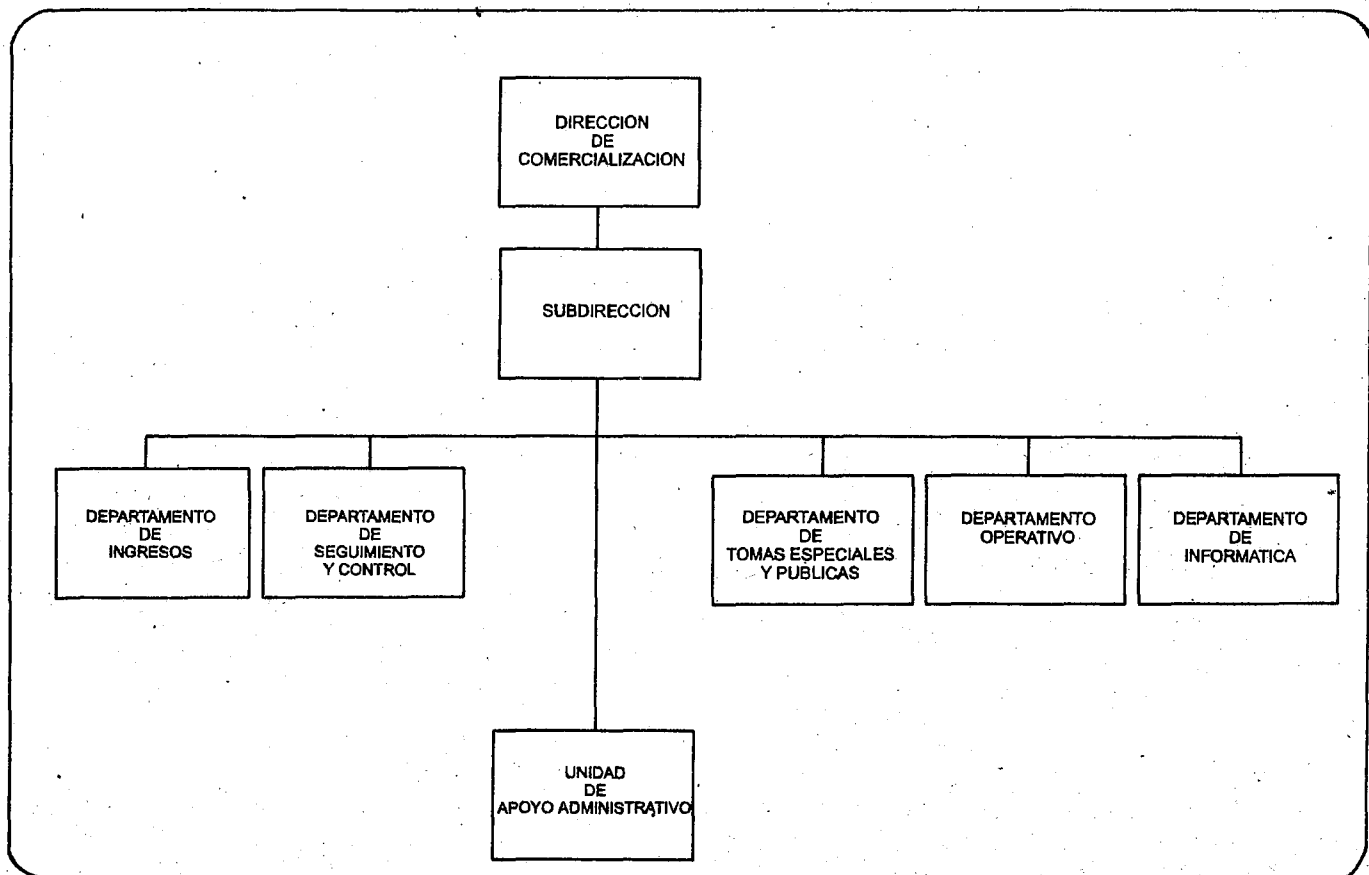 DIRECCION
DE
COMERCIALIZACION
SUBDIRECCION
DEPARTAMENTO
DE
INGRESOS
DEPARTAMENTO
DE
SEGUIMIENTO
Y CONTROL
DEPARTAMENTO
DE
TOMAS ESPECIALES
Y PUBLICAS
DEPARTAMENTO
OPERATIVO
DEPARTAMENTO
DE
INFORMATICA
UNIDAD
DE
APOYO ADMINISTRATIVO